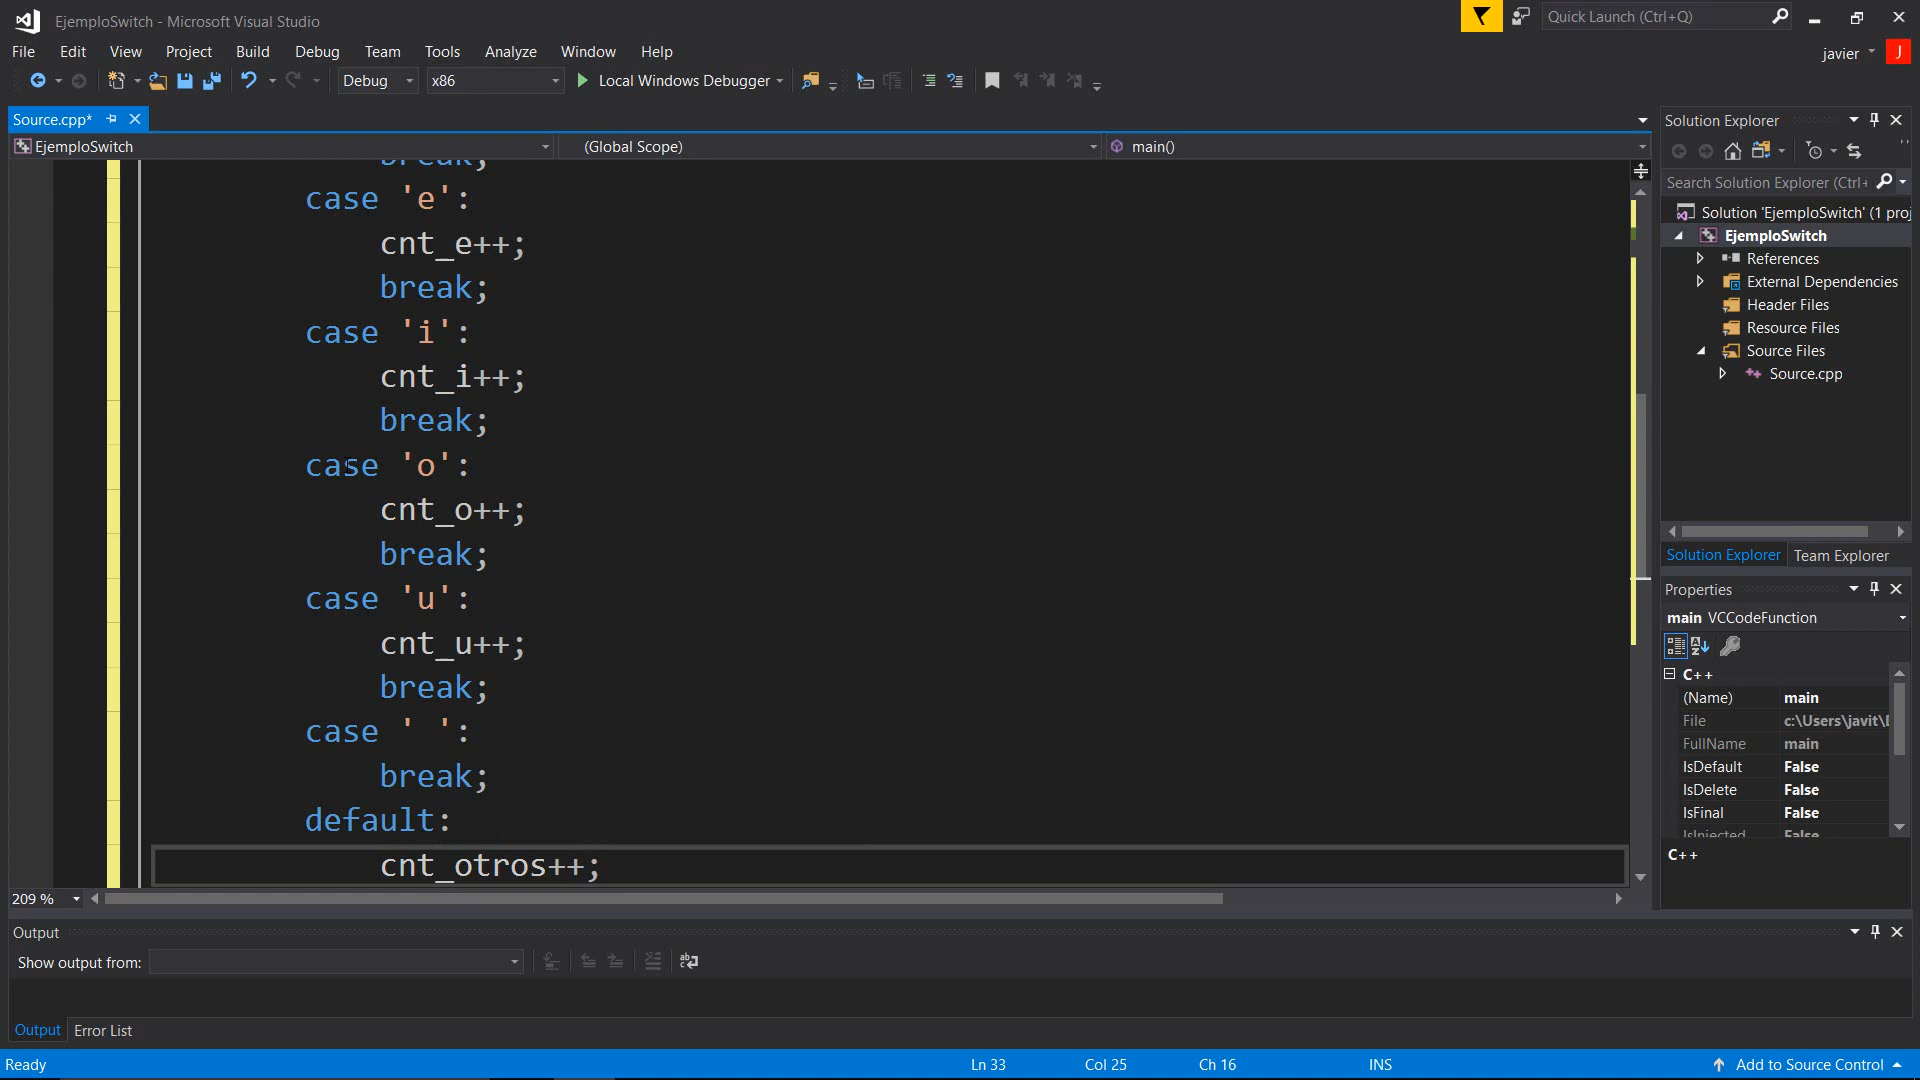 EjemploSwitch - Microsoft Visual Studio
Quick Launch (Ctrl+Q)
File Edit View Project Build Debug Team Tools Analyze Window Help
javier J
Debug x86 Local Windows Debugger
Source.cpp*
EjemploSwitch (Global Scope) main()
break;
case 'e':
cnt_e++;
break;
case 'i':
cnt_i++;
break;
case 'o':
cnt_o++;
break;
case 'u':
cnt_u++;
break;
case ' ':
break;
default:
cnt_otros++;
209 %
Solution Explorer
Search Solution Explorer (Ctrl+
Solution 'EjemploSwitch' (1 proj
EjemploSwitch
References
External Dependencies
Header Files
Resource Files
Source Files
Source.cpp
Solution Explorer Team Explorer
Properties
main VCCodeFunction
C++
(Name) main
File c:\Users\javit\
FullName main
IsDefault False
IsDelete False
IsFinal False
IsInjected False
C++
Output
Show output from:
Output Error List
Ready Ln 33 Col 25 Ch 16 INS Add to Source Control